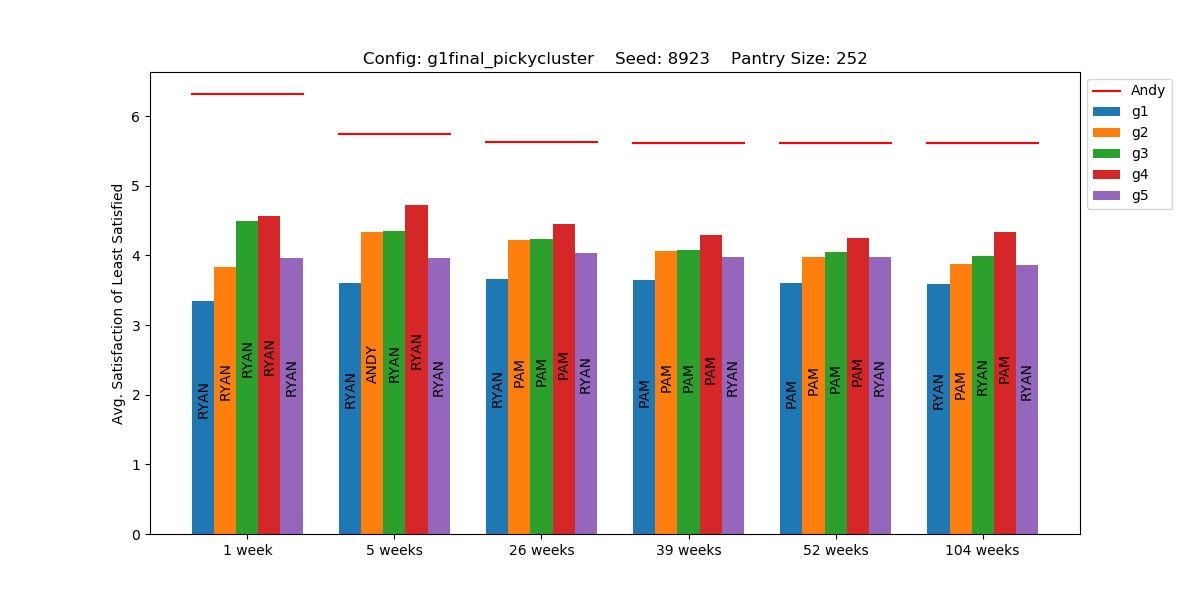 Config: g1final_pickycluster    Seed: 8923    Pantry Size: 252
Avg. Satisfaction of Least Satisfied
6
5
4
3
2
1
0
RYAN RYAN RYAN RYAN RYAN
RYAN ANDY RYAN RYAN RYAN
RYAN PAM PAM PAM RYAN
PAM PAM PAM PAM RYAN
PAM PAM PAM PAM RYAN
RYAN PAM RYAN PAM RYAN
1 week 5 weeks 26 weeks 39 weeks 52 weeks 104 weeks
Andy
g1
g2
g3
g4
g5